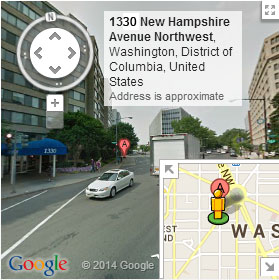 N
1330 New Hampshire
Avenue Northwest,
Washington, District of
Columbia, United
States
Address is approximate
1330
A
A
NW
WAS
Google
© 2014 Google